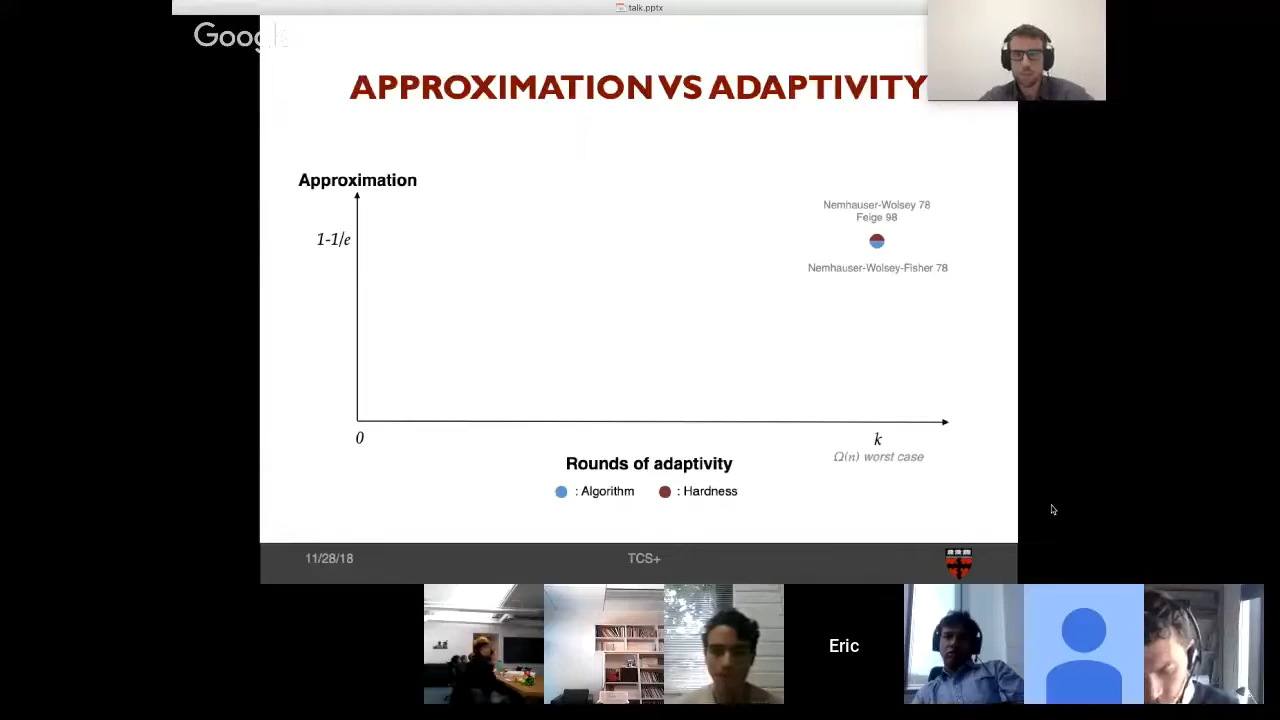 talk.pptx
Google
APPROXIMATION VS ADAPTIVITY
Approximation
Nemhauser-Wolsey 78
Feige 98
1-1/e
Nemhauser-Wolsey-Fisher 78
0
k
Ω(n) worst case
Rounds of adaptivity
: Algorithm : Hardness
11/28/18 TCS+
Eric